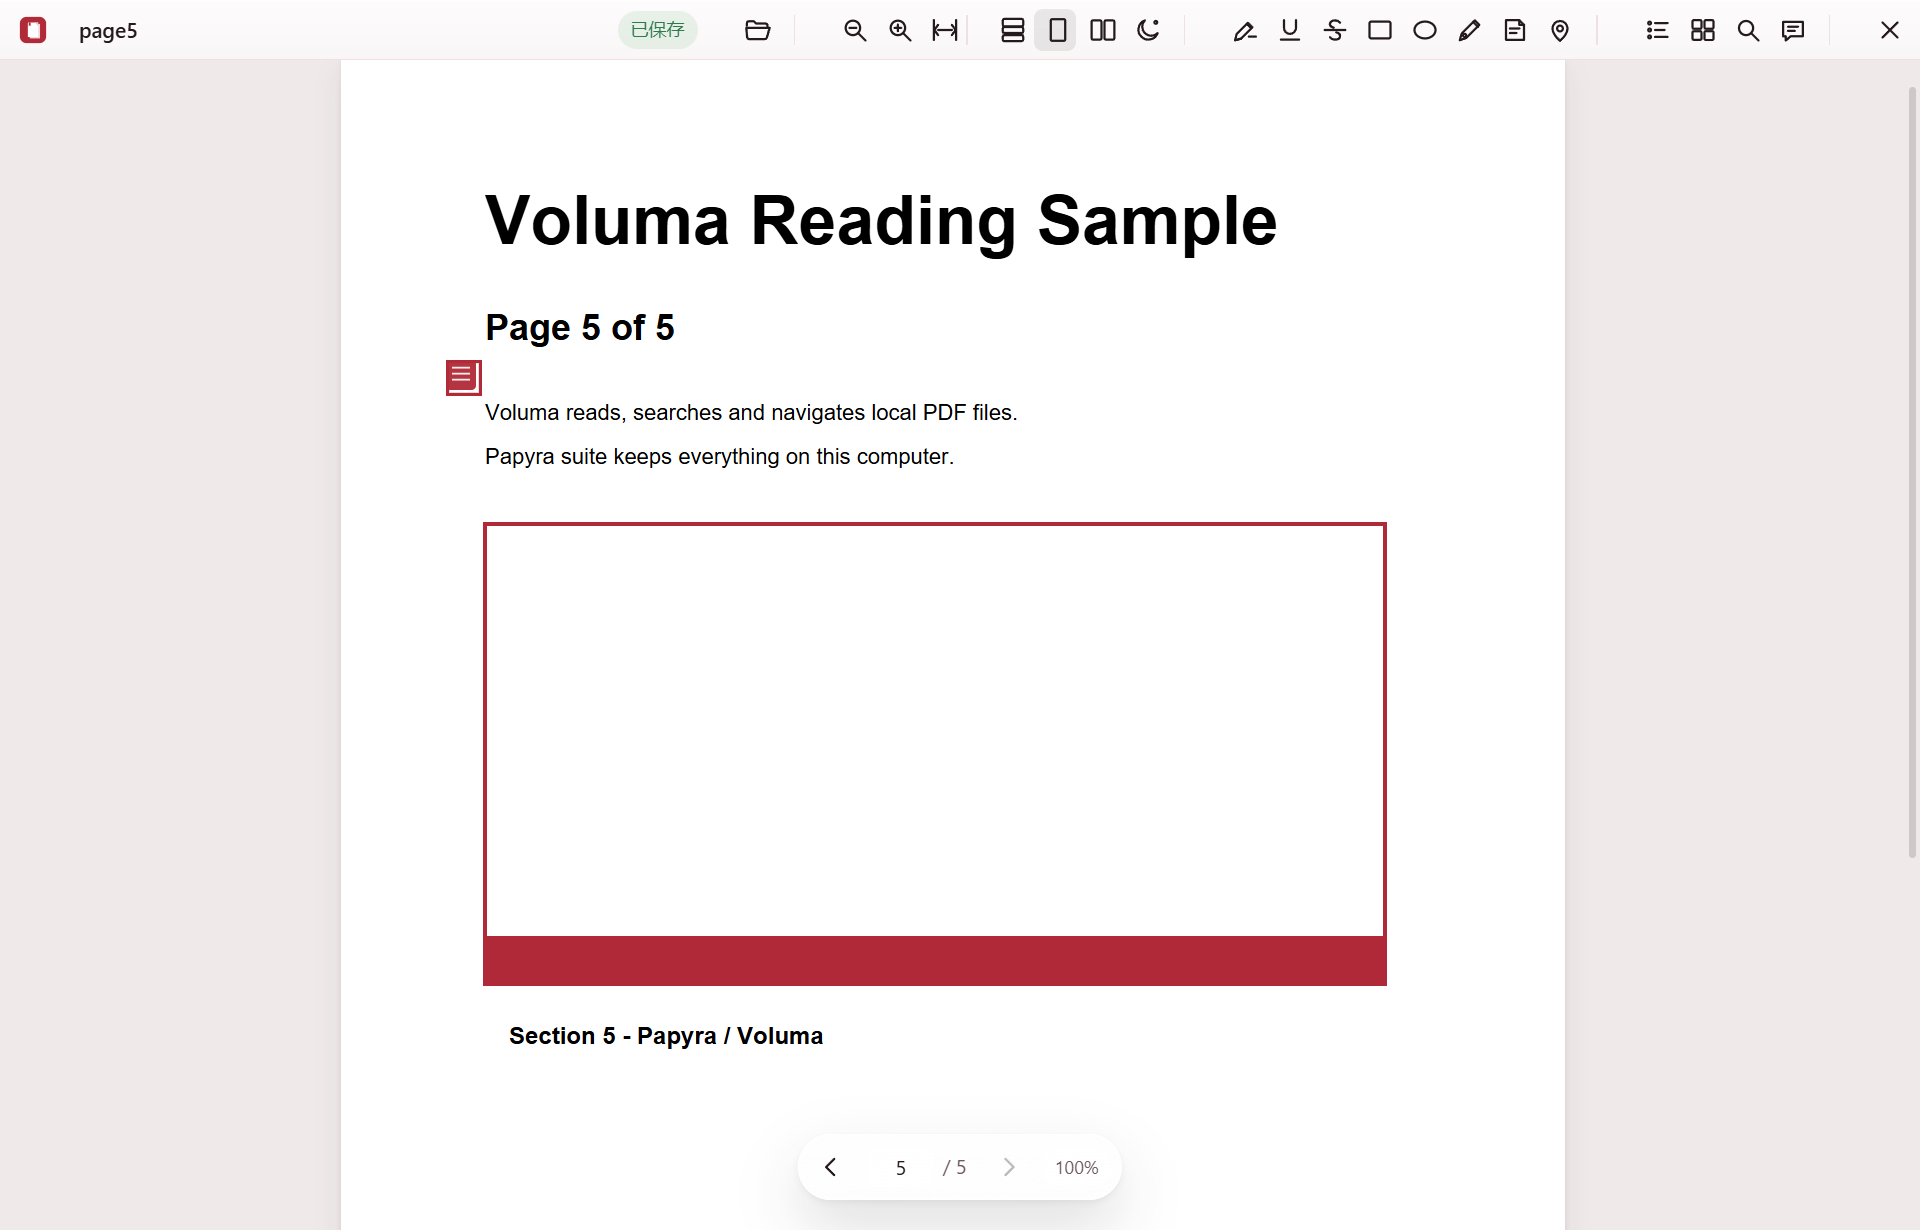 page5
已保存
Voluma Reading Sample
Page 5 of 5
Voluma reads, searches and navigates local PDF files.
Papyra suite keeps everything on this computer.
Section 5 - Papyra / Voluma
5 / 5 100%